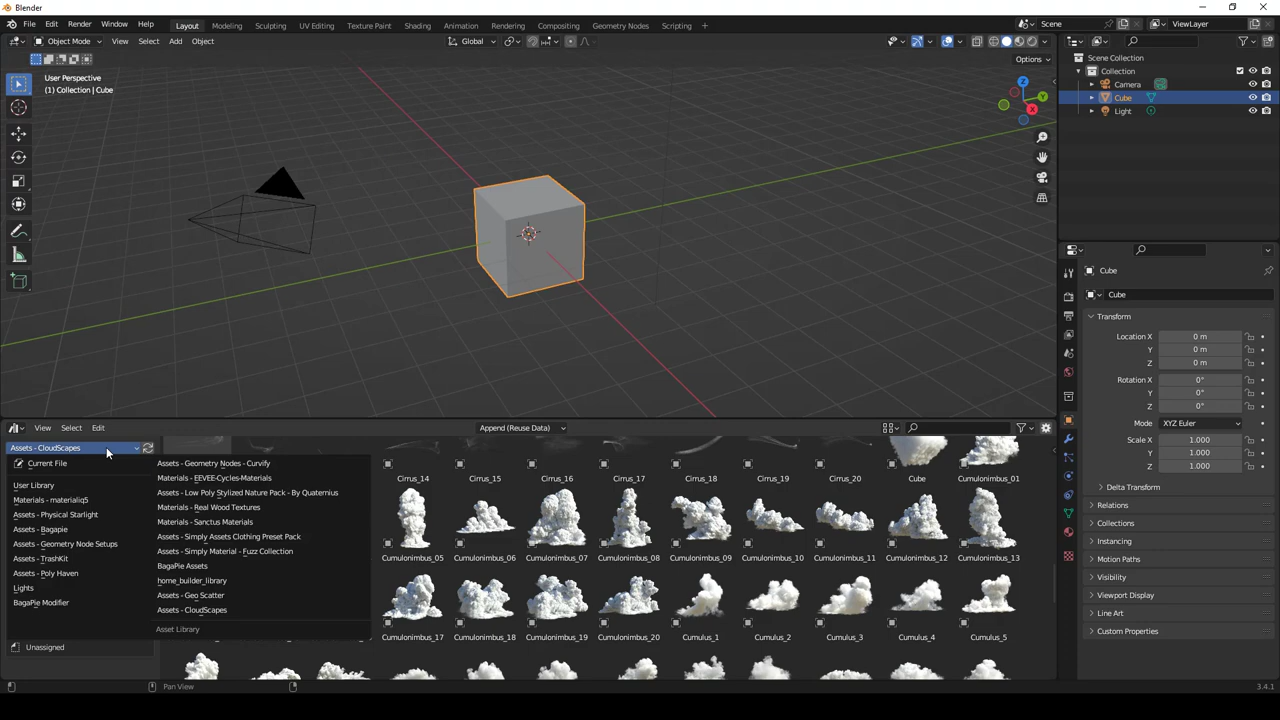 Blender
File Edit Render Window Help Layout Modeling Sculpting UV Editing Texture Paint Shading Animation Rendering Compositing Geometry Nodes Scripting Scene ViewLayer
Object Mode View Select Add Object Global
Options
User Perspective
(1) Collection | Cube
Z
Y
X
Scene Collection
Collection
Camera
Cube
Light
Cube
Cube
Transform
Location X 0 m
Y 0 m
Z 0 m
Rotation X 0°
Y 0°
Z 0°
Mode XYZ Euler
Scale X 1.000
Y 1.000
Z 1.000
Delta Transform
Relations
Collections
Instancing
Motion Paths
Visibility
Viewport Display
Line Art
Custom Properties
View Select Edit Append (Reuse Data)
Assets - CloudScapes
Current File
User Library
Materials - materialiq5
Assets - Physical Starlight
Assets - Bagapie
Assets - Geometry Node Setups
Assets - TrashKit
Assets - Poly Haven
Lights
BagaPie Modifier
Assets - Geometry Nodes - Curvify
Materials - EEVEE-Cycles-Materials
Assets - Low Poly Stylized Nature Pack - By Quaternius
Materials - Real Wood Textures
Materials - Sanctus Materials
Assets - Simply Assets Clothing Preset Pack
Assets - Simply Material - Fuzz Collection
BagaPie Assets
home_builder_library
Assets - Geo Scatter
Assets - CloudScapes
Asset Library
Unassigned
Cirrus_14 Cirrus_15 Cirrus_16 Cirrus_17 Cirrus_18 Cirrus_19 Cirrus_20 Cube Cumulonimbus_01
Cumulonimbus_05 Cumulonimbus_06 Cumulonimbus_07 Cumulonimbus_08 Cumulonimbus_09 Cumulonimbus_10 Cumulonimbus_11 Cumulonimbus_12 Cumulonimbus_13
Cumulonimbus_17 Cumulonimbus_18 Cumulonimbus_19 Cumulonimbus_20 Cumulus_1 Cumulus_2 Cumulus_3 Cumulus_4 Cumulus_5
Pan View
3.4.1